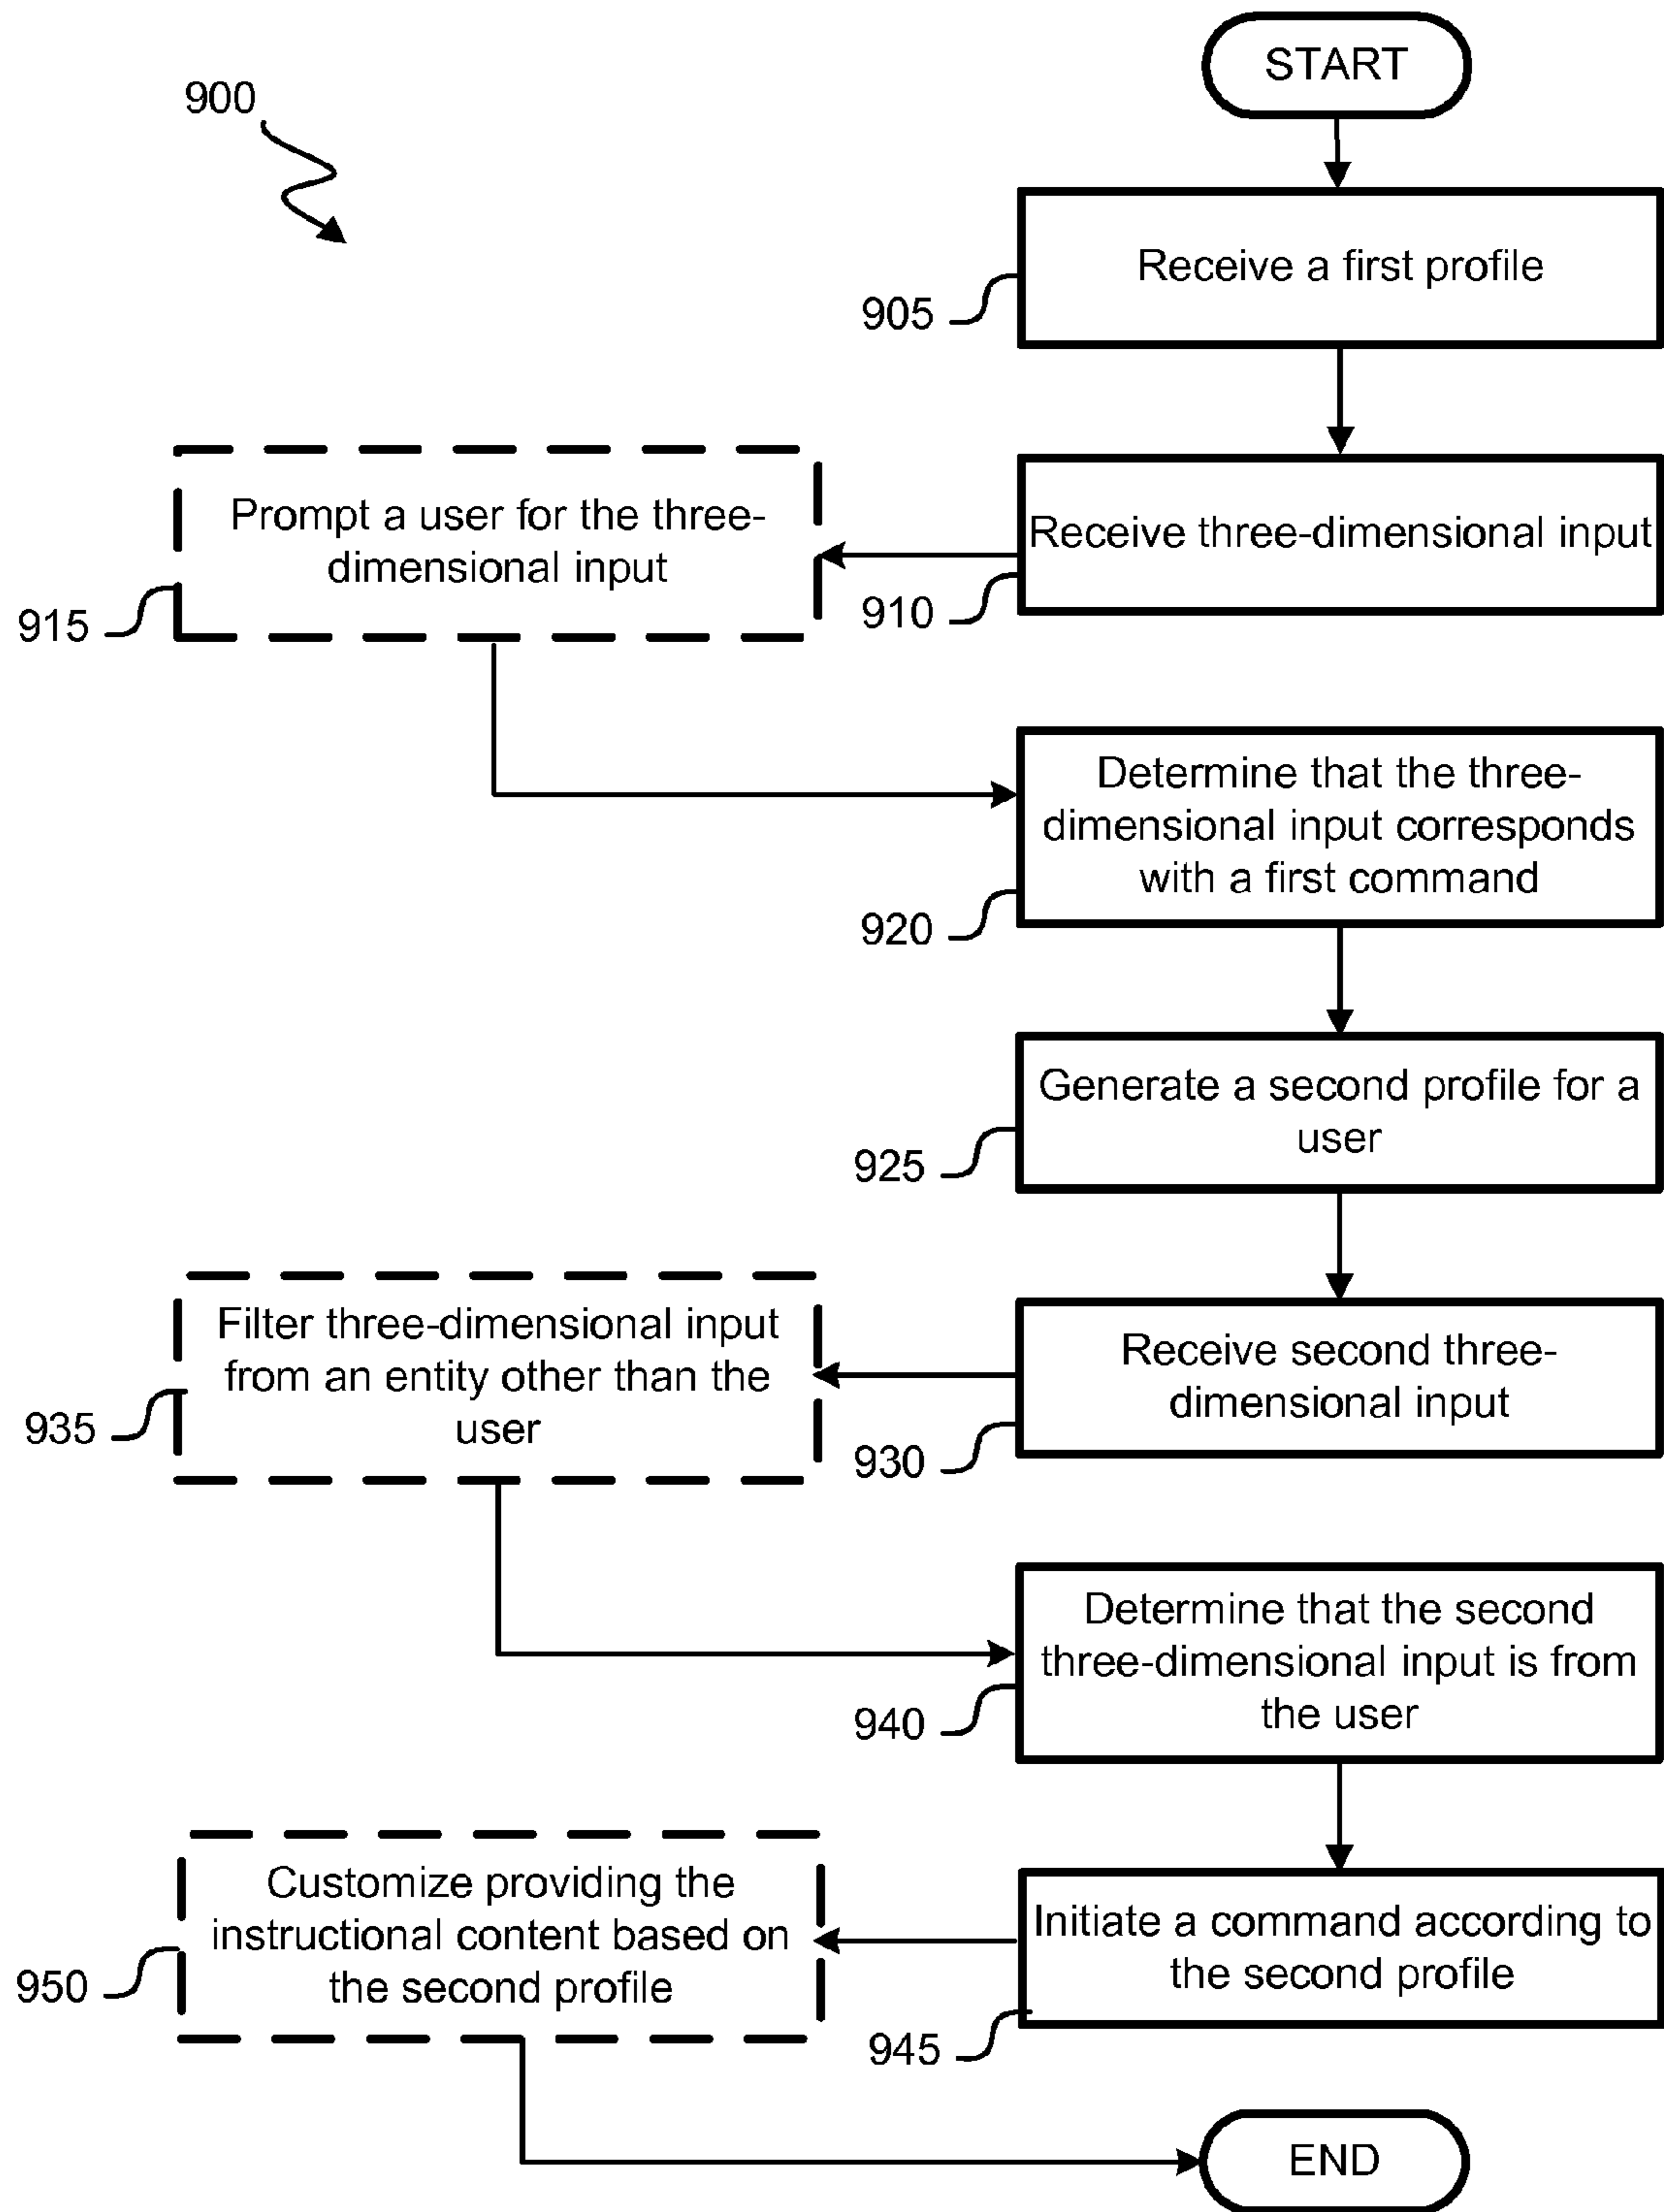 START
900
Receive a first profile
905
Prompt a user for the three-
dimensional input
915
Receive three-dimensional input
910
Determine that the three-
dimensional input corresponds
with a first command
920
Generate a second profile for a
user
925
Filter three-dimensional input
from an entity other than the
user
935
Receive second three-
dimensional input
930
Determine that the second
three-dimensional input is from
the user
940
Customize providing the
instructional content based on
the second profile
950
Initiate a command according to
the second profile
945
END